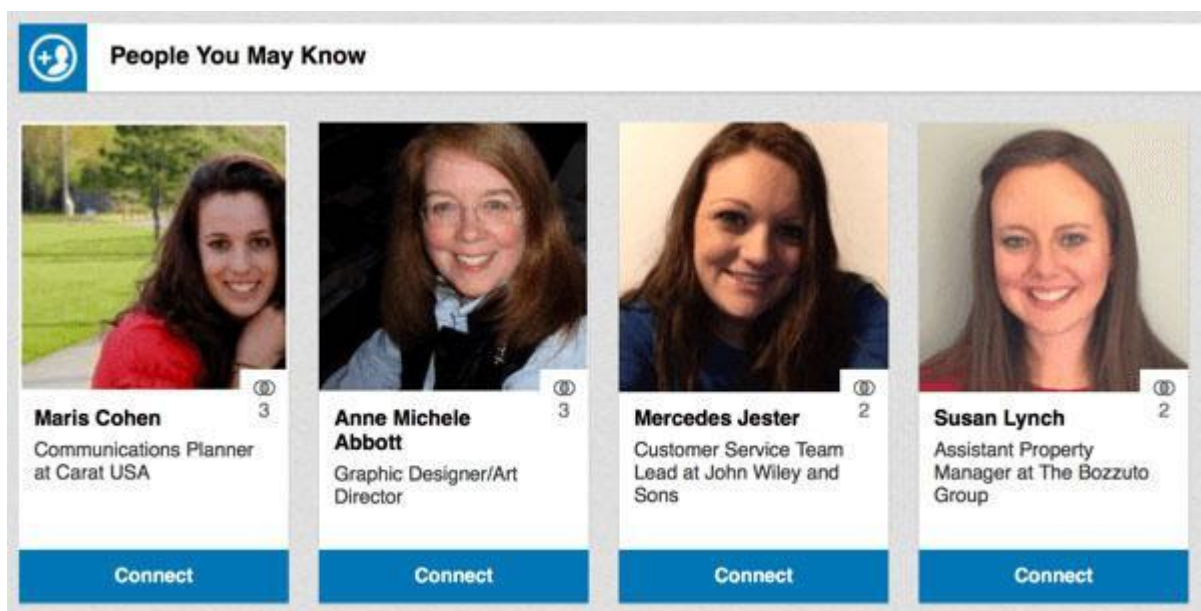 People You May Know
3
Maris Cohen
Communications Planner
at Carat USA
Connect
3
Anne Michele
Abbott
Graphic Designer/Art
Director
Connect
2
Mercedes Jester
Customer Service Team
Lead at John Wiley and
Sons
Connect
2
Susan Lynch
Assistant Property
Manager at The Bozzuto
Group
Connect